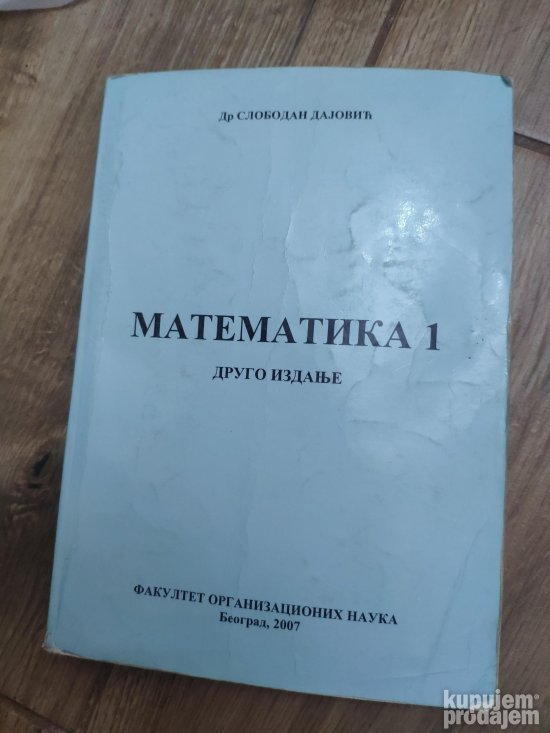 Др СЛОБОДАН ДАЈОВИЋ
МАТЕМАТИКА 1
ДРУГО ИЗДАЊЕ
ФАКУЛТЕТ ОРГАНИЗАЦИОНИХ НАУКА
Београд, 2007
kupujem
prodajem